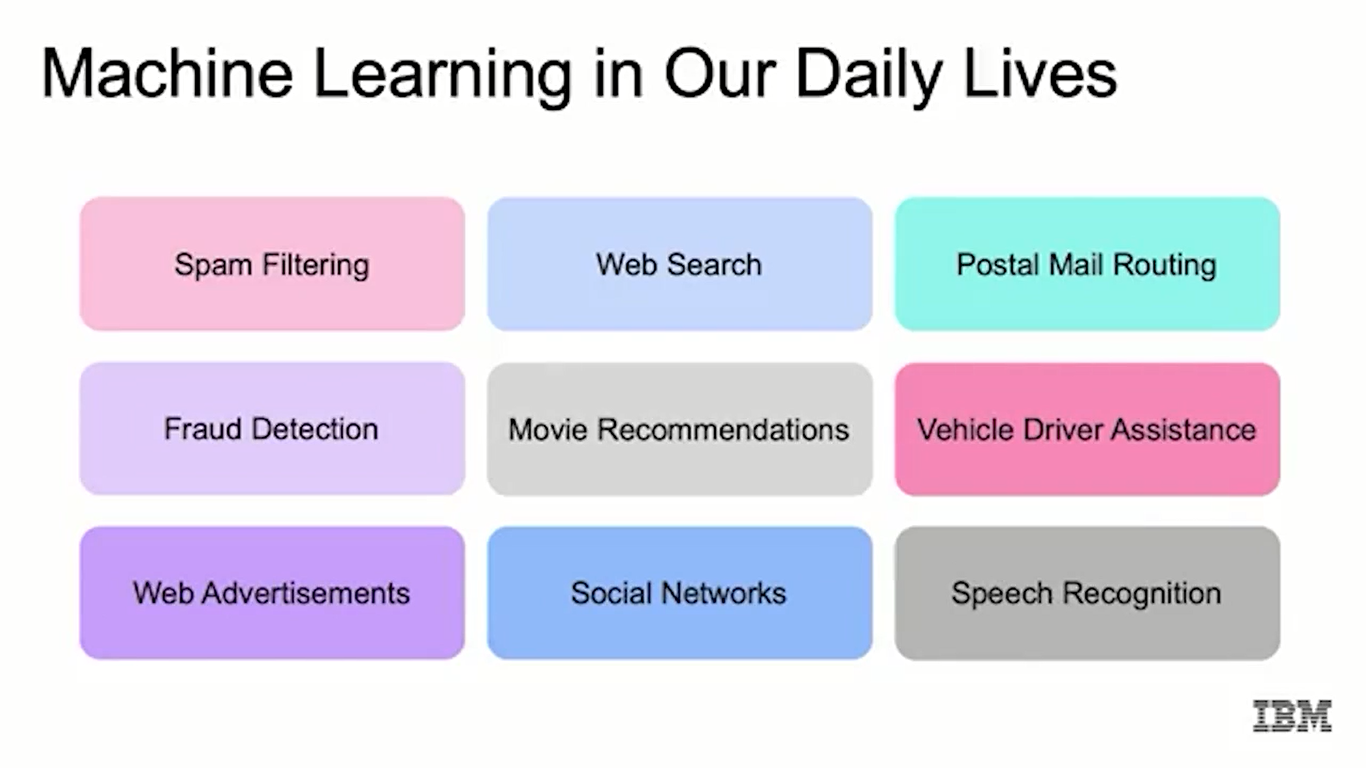 Machine Learning in Our Daily Lives
Spam Filtering
Web Search
Postal Mail Routing
Fraud Detection
Movie Recommendations
Vehicle Driver Assistance
Web Advertisements
Social Networks
Speech Recognition
IBM